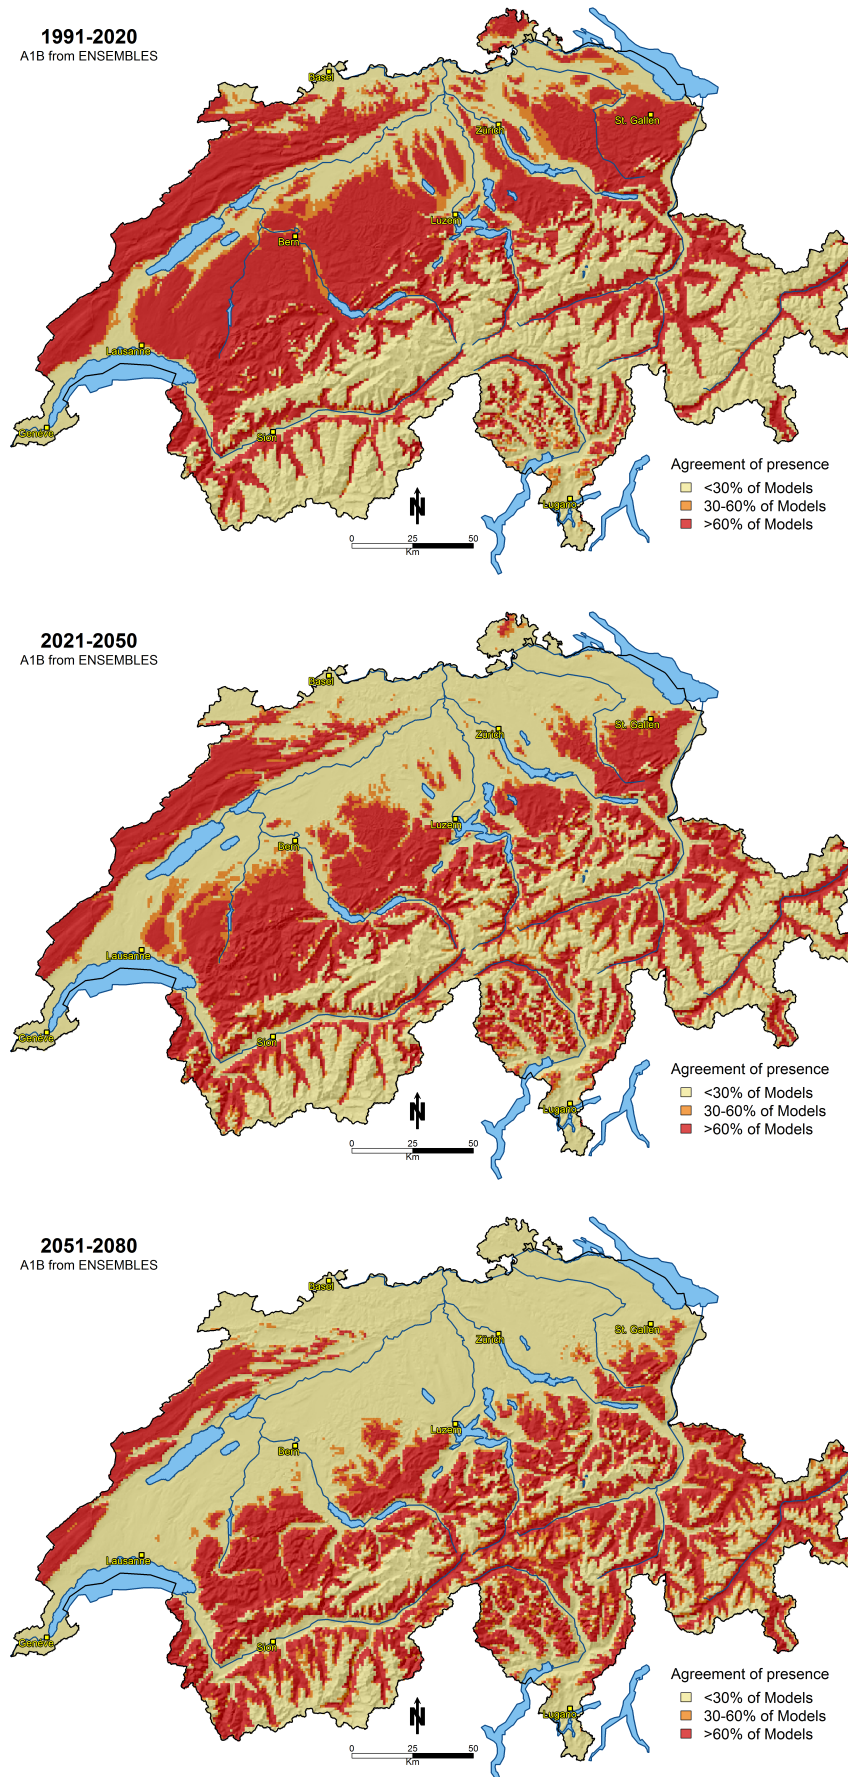 1991-2020
A1B from ENSEMBLES
Basel
Zürich
St. Gallen
Luzern
Bern
Lausanne
Genève
Sion
Lugano
N
0 25 50
Km
Agreement of presence
<30% of Models
30-60% of Models
>60% of Models
2021-2050
A1B from ENSEMBLES
Basel
Zürich
St. Gallen
Luzern
Bern
Lausanne
Genève
Sion
Lugano
N
0 25 50
Km
Agreement of presence
<30% of Models
30-60% of Models
>60% of Models
2051-2080
A1B from ENSEMBLES
Basel
Zürich
St. Gallen
Luzern
Bern
Lausanne
Genève
Sion
Lugano
N
0 25 50
Km
Agreement of presence
<30% of Models
30-60% of Models
>60% of Models